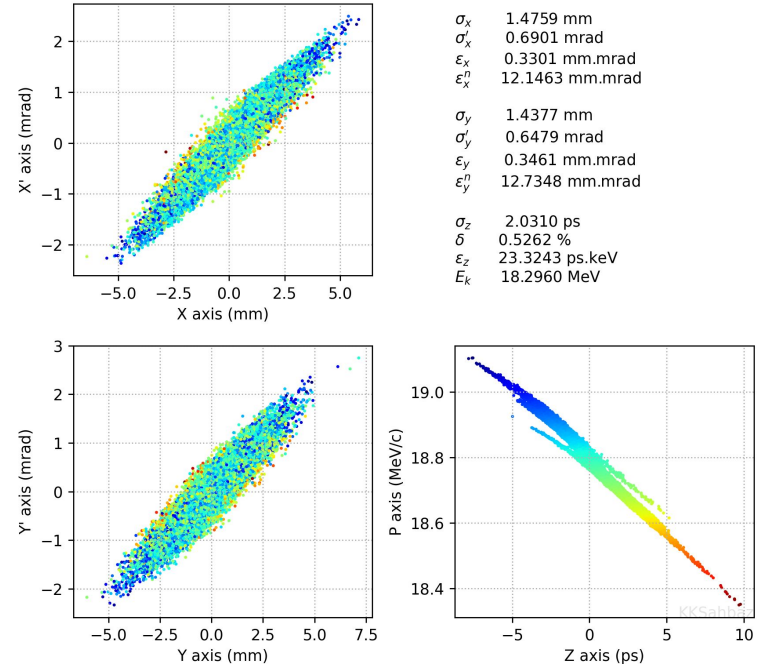 2
1
0
−1
−2
X' axis (mrad)
−5.0 −2.5 0.0 2.5 5.0
X axis (mm)
σx 1.4759 mm
σ′x 0.6901 mrad
εx 0.3301 mm.mrad
εⁿx 12.1463 mm.mrad
σy 1.4377 mm
σ′y 0.6479 mrad
εy 0.3461 mm.mrad
εⁿy 12.7348 mm.mrad
σz 2.0310 ps
δ 0.5262 %
εz 23.3243 ps.keV
Ek 18.2960 MeV
3
2
1
0
−1
−2
Y' axis (mrad)
−5.0 −2.5 0.0 2.5 5.0 7.5
Y axis (mm)
19.0
18.8
18.6
18.4
P axis (MeV/c)
−5 0 5 10
Z axis (ps)
KKSahbaz